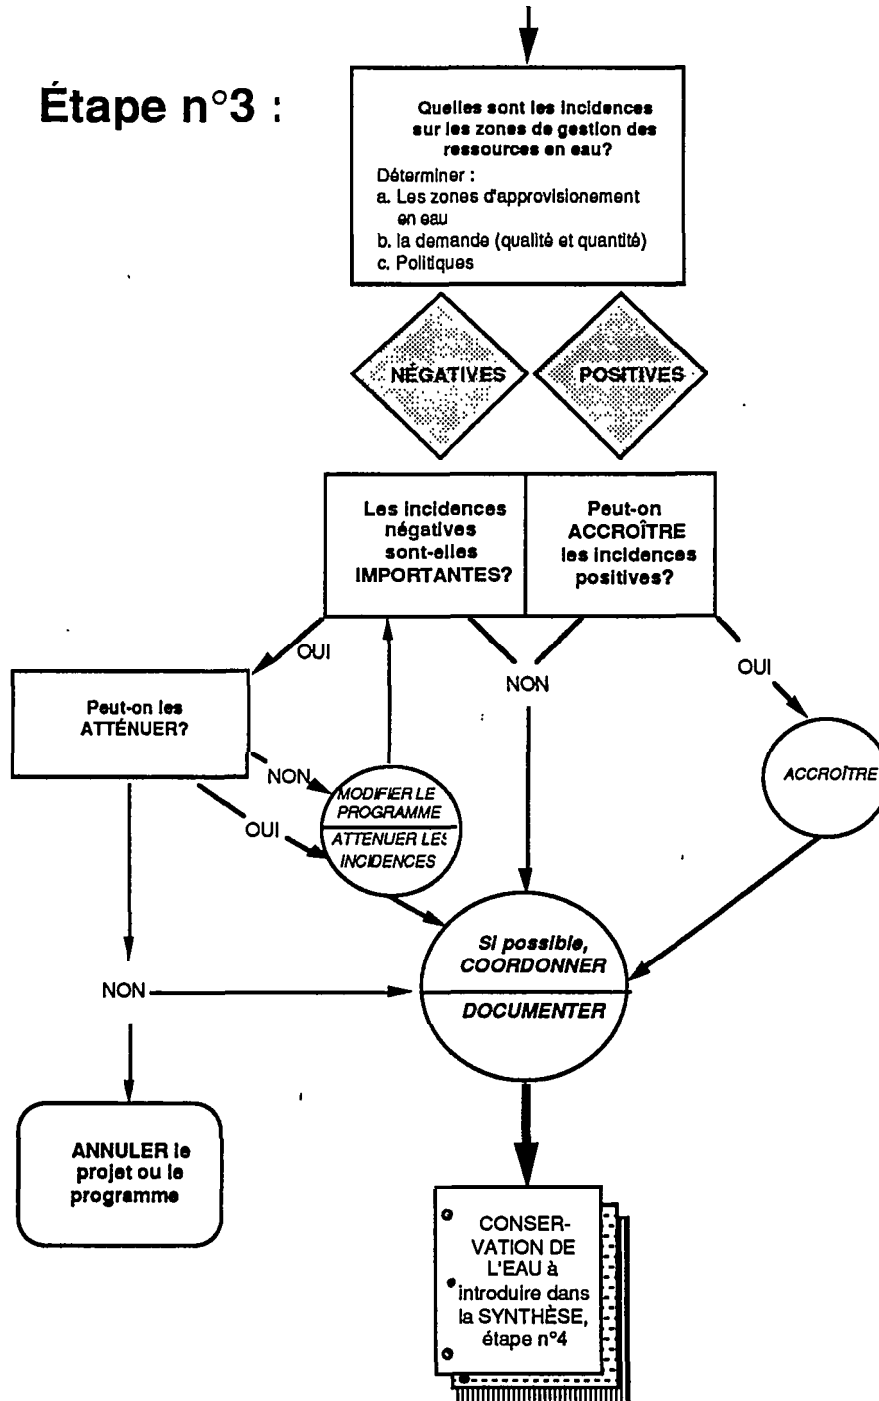 Étape n°3 :
Quelles sont les incidences
sur les zones de gestion des
ressources en eau?
Déterminer :
a. Les zones d'approvisionement
en eau
b. la demande (qualité et quantité)
c. Politiques
NÉGATIVES
POSITIVES
Les incidences
négatives
sont-elles
IMPORTANTES?
Peut-on
ACCROÎTRE
les incidences
positives?
OUI
NON
OUI
Peut-on les
ATTÉNUER?
NON
OUI
MODIFIER LE
PROGRAMME
ATTENUER LES
INCIDENCES
ACCROÎTRE
Si possible,
COORDONNER
DOCUMENTER
NON
ANNULER le
projet ou le
programme
CONSER-
VATION DE
L'EAU à
introduire dans
la SYNTHÈSE,
étape n°4